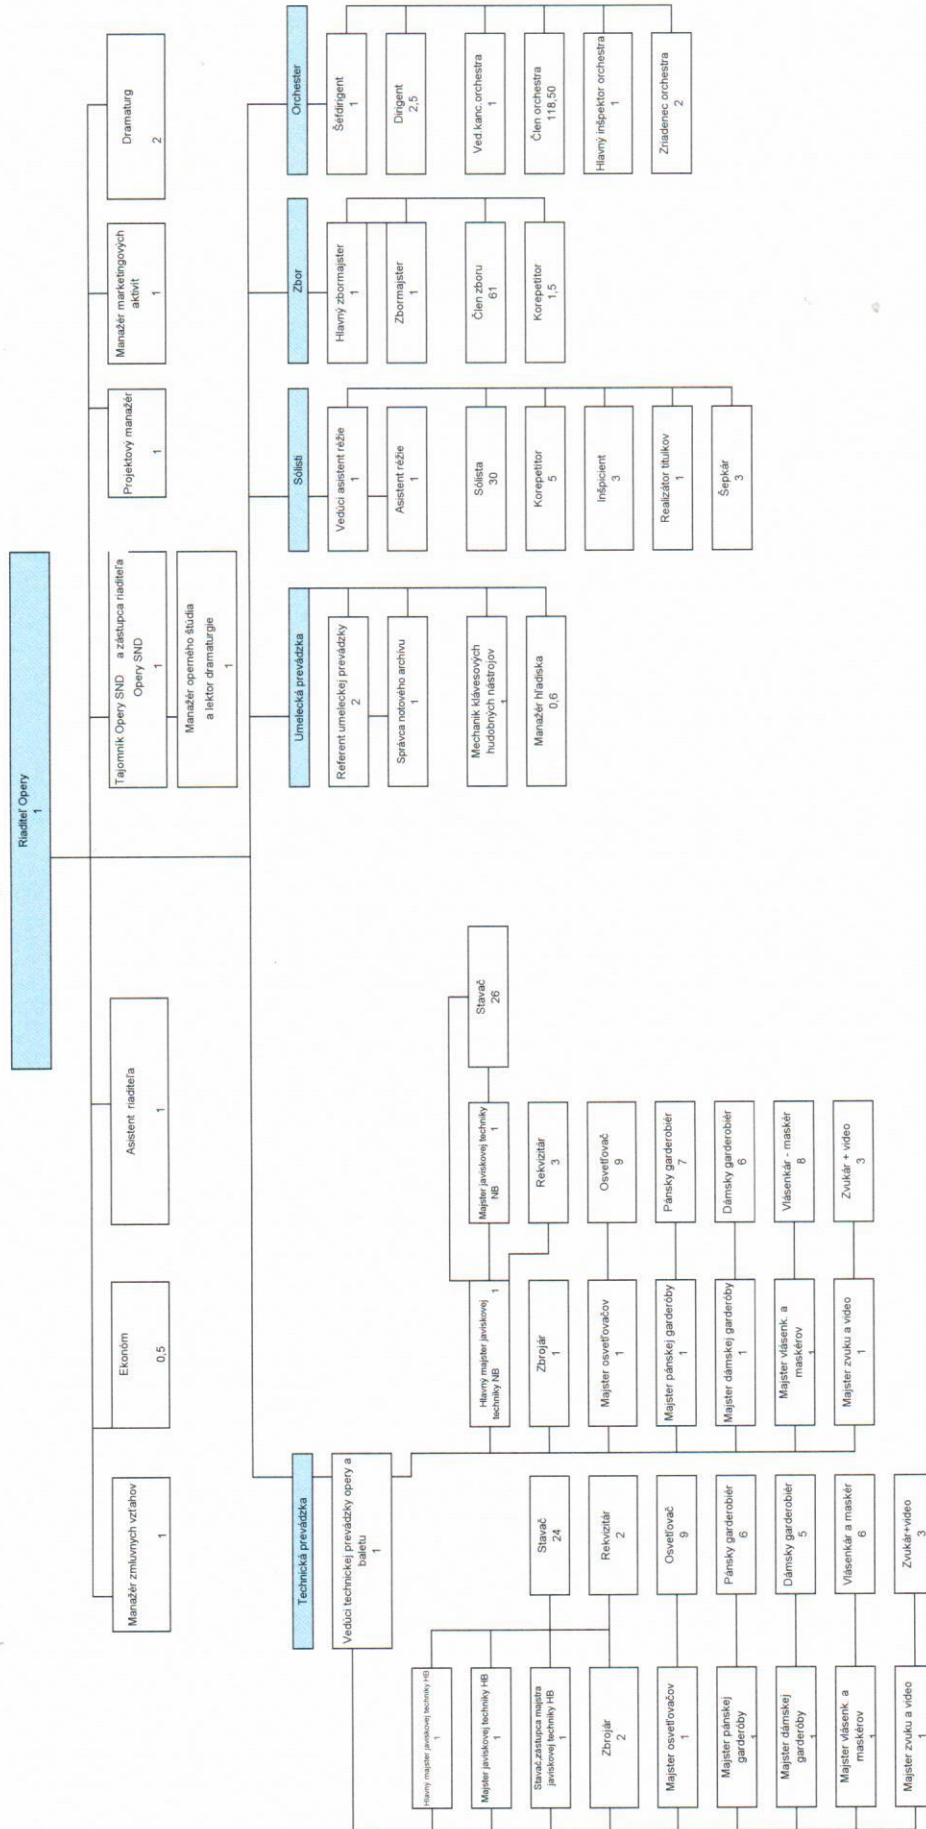 Riaditeľ Opery
1
Manažér zmluvnych vzťahov
1
Ekonóm
0,5
Asistent riaditeľa
1
Tajomník Opery SND a zástupca riaditeľa
Opery SND
1
Manažér operného štúdia
a lektor dramaturgie
1
Projektový manažér
1
Manažér marketingových
aktivít
1
Dramaturg
2
Technická prevádzka
Vedúci technickej prevádzky opery a
baletu
1
Hlavný majster javiskovej techniky HB
1
Majster javiskovej techniky HB
1
Stavač,zástupca majstra
javiskovej techniky HB
1
Zbrojár
2
Majster osvetľovačov
1
Majster pánskej
garderóby
1
Majster dámskej
garderóby
1
Majster vlásenk. a
maskérov
1
Majster zvuku a video
1
Stavač
24
Rekvizitár
2
Osvetľovač
9
Pánsky garderobiér
6
Dámsky garderobiér
5
Vlásenkár a maskér
6
Zvukár+video
3
Hlavný majster javiskovej
techniky NB
1
Zbrojár
1
Majster osvetľovačov
1
Majster pánskej garderóby
1
Majster dámskej garderóby
1
Majster vlásenk. a
maskérov
1
Majster zvuku a video
1
Majster javiskovej techniky
NB
1
Rekvizitár
3
Osvetľovač
9
Pánsky garderobiér
7
Dámsky garderobiér
6
Vlásenkár - maskér
8
Zvukár + video
3
Stavač
26
Umelecká prevádzka
Referent umeleckej prevádzky
2
Správca notového archívu
1
Mechanik klávesových
hudobných nástrojov
1
Manažér hľadiska
0,6
Sólisti
Vedúci asistent réžie
1
Asistent réžie
1
Sólista
30
Korepetítor
5
Inšpicient
3
Realizátor titulkov
1
Šepkár
3
Zbor
Hlavný zbormajster
1
Zbormajster
1
Člen zboru
61
Korepetítor
1,5
Orchester
Šéfdirigent
1
Dirigent
2,5
Ved.kanc.orchestra
1
Člen orchestra
118,50
Hlavný inšpektor orchestra
1
Zriadenec orchestra
2